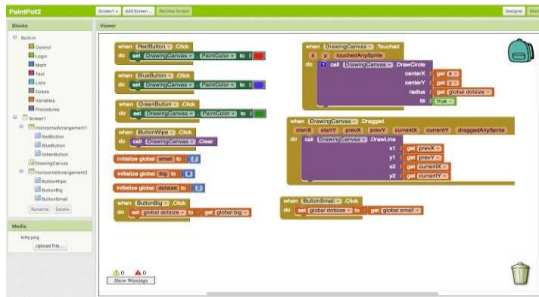 PaintPot2
Screen1
Add Screen ...
Remove Screen
Designer
Blocks
Viewer
Built-in
Control
Logic
Math
Text
Lists
Colors
Variables
Procedures
Screen1
HorizontalArrangement1
RedButton
BlueButton
GreenButton
DrawingCanvas
HorizontalArrangement2
ButtonWipe
ButtonBig
ButtonSmall
Rename Delete
Media
kitty.png
Upload File ...
when RedButton .Click
do set DrawingCanvas . PaintColor to
when BlueButton .Click
do set DrawingCanvas . PaintColor to
when GreenButton .Click
do set DrawingCanvas . PaintColor to
when ButtonWipe .Click
do call DrawingCanvas .Clear
initialize global small to
initialize global big to
initialize global dotsize to
when ButtonBig .Click
do set global dotsize to get global big
when DrawingCanvas .Touched
x y touchedAnySprite
do call DrawingCanvas .DrawCircle
centerX get x
centerY get y
radius get global dotsize
fill true
when DrawingCanvas .Dragged
startX startY prevX prevY currentX currentY draggedAnySprite
do call DrawingCanvas .DrawLine
x1 get prevX
y1 get prevY
x2 get currentX
y2 get currentY
when ButtonSmall .Click
do set global dotsize to get global small
0 0
Show Warnings